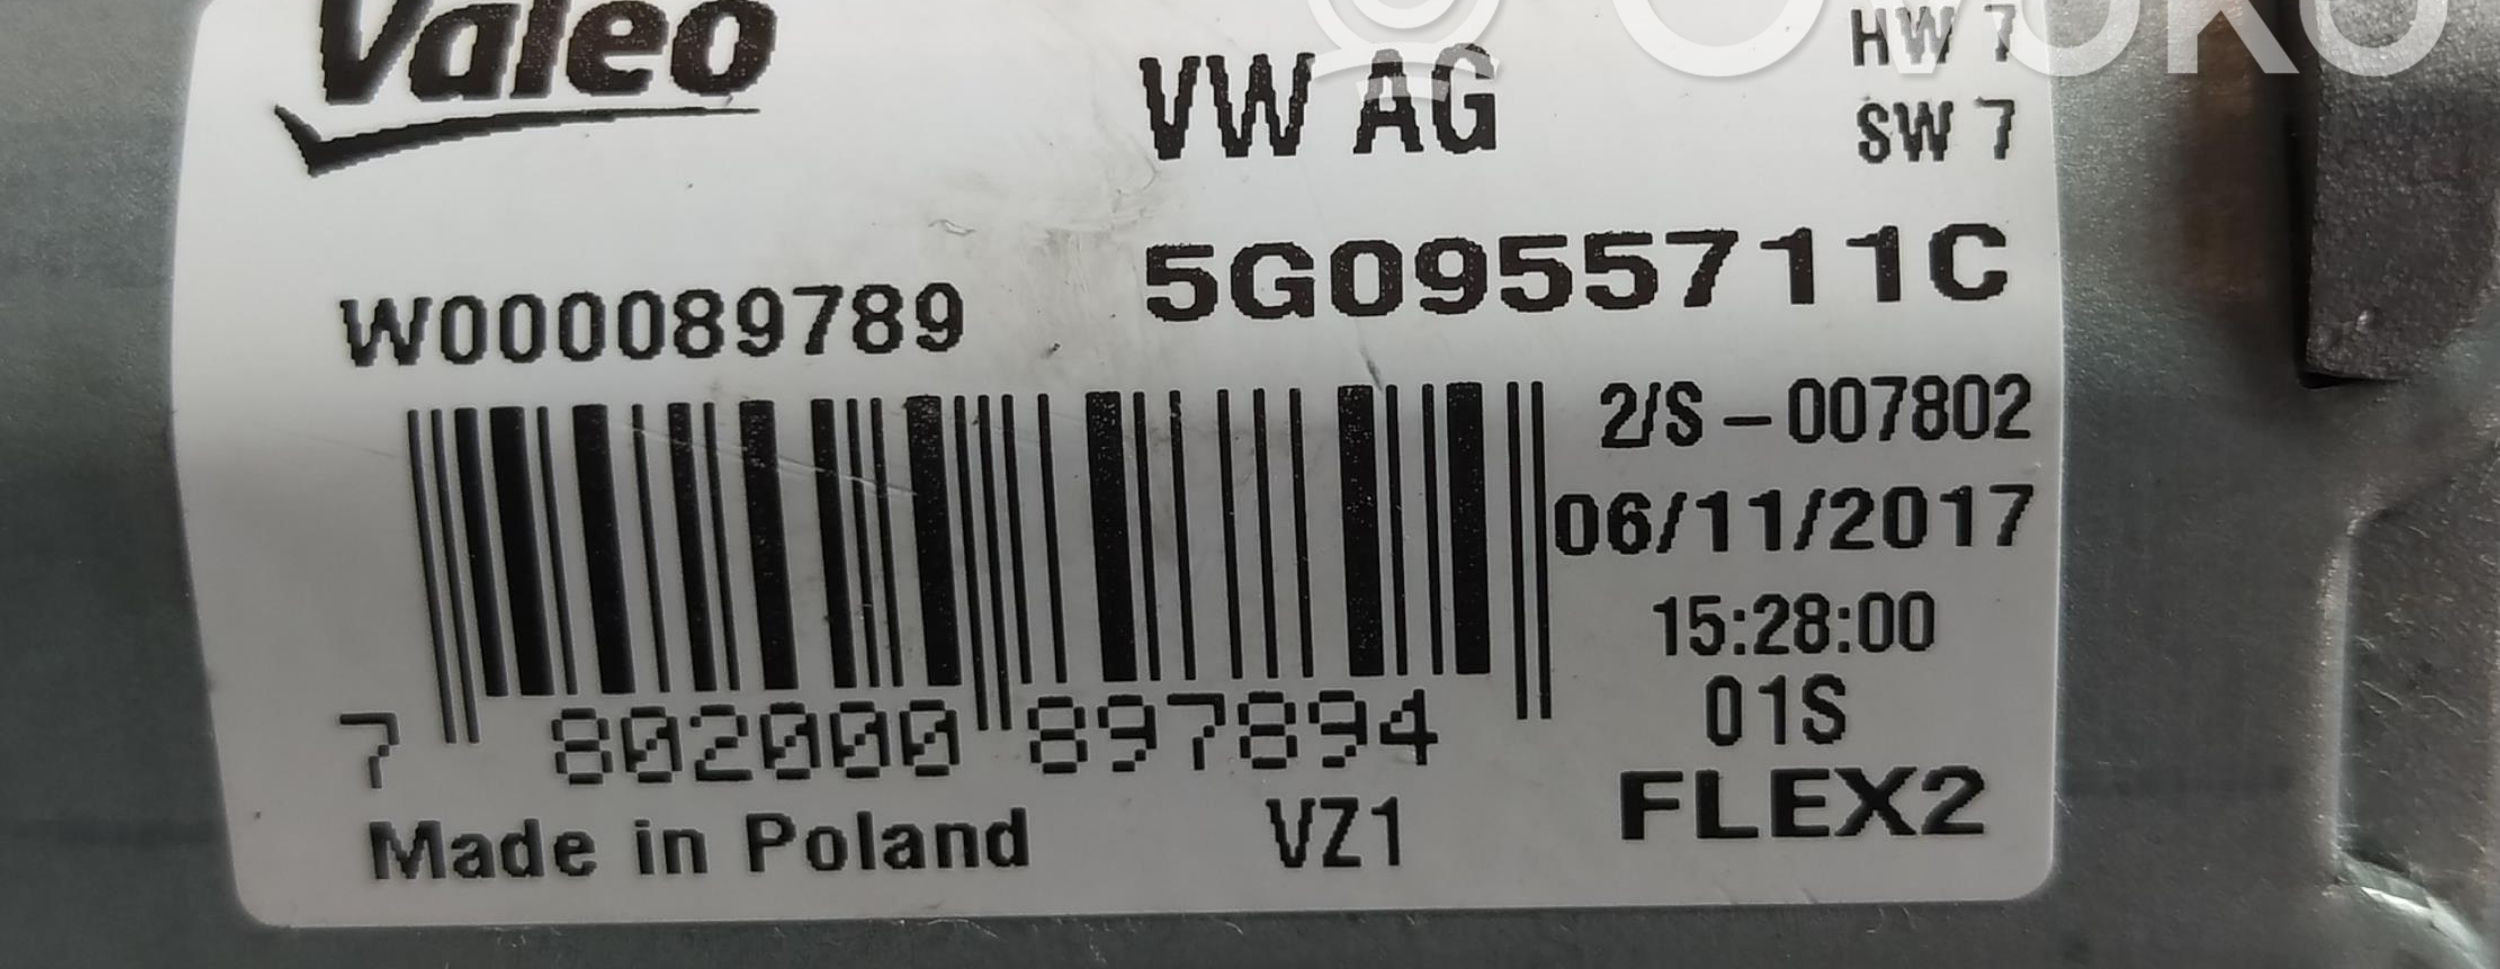 Valeo
OVOKO
VW AG
HW 7
SW 7
5G0955711C
W000089789
2/S – 007802
06/11/2017
15:28:00
01S
7 802000 897894
FLEX2
Made in Poland
VZ1